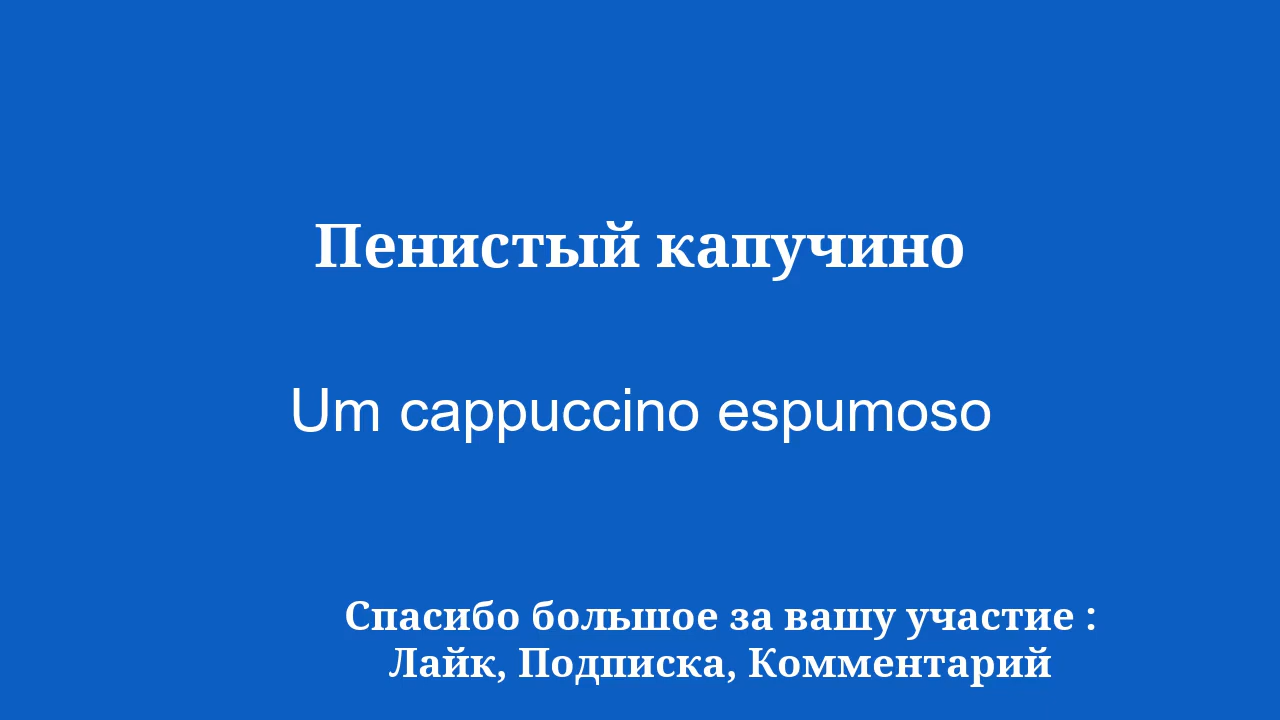 Пенистый капучино
Um cappuccino espumoso
Спасибо большое за вашу участие :
Лайк, Подписка, Комментарий